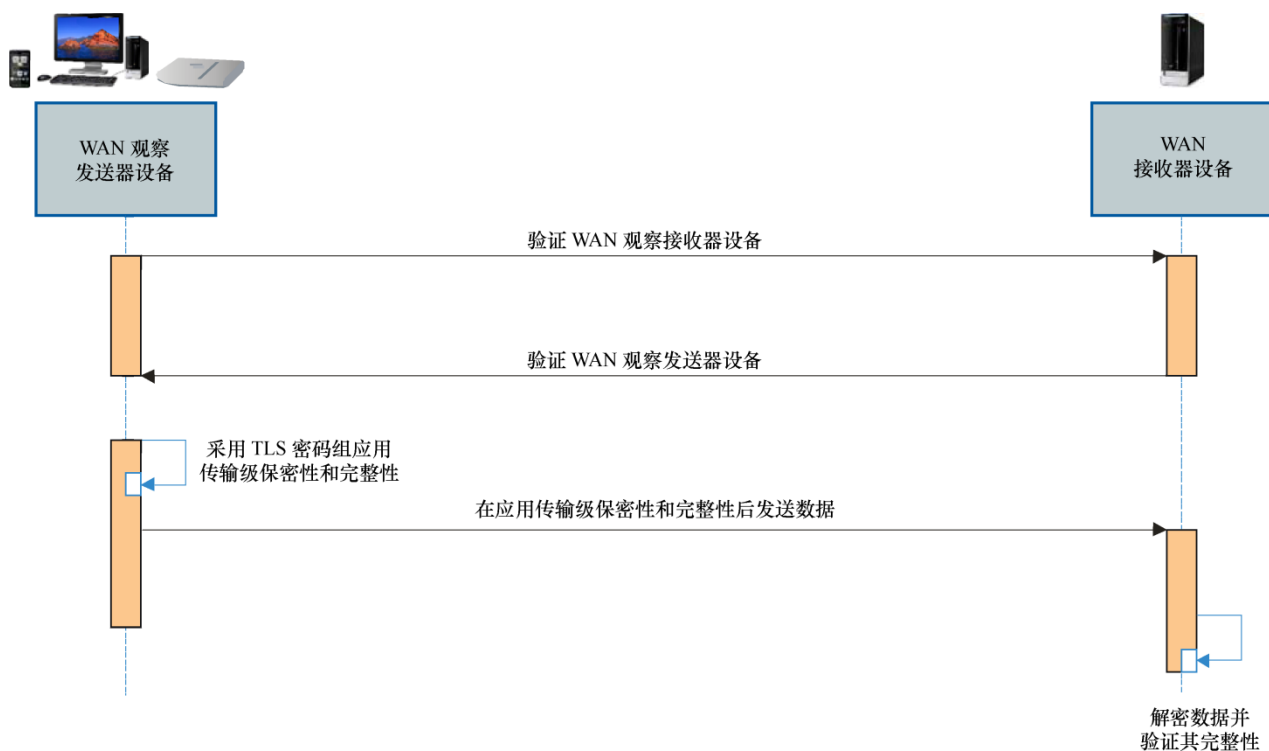 WAN 观察
发送器设备
WAN
接收器设备
验证 WAN 观察接收器设备
验证 WAN 观察发送器设备
采用 TLS 密码组应用
传输级保密性和完整性
在应用传输级保密性和完整性后发送数据
解密数据并
验证其完整性